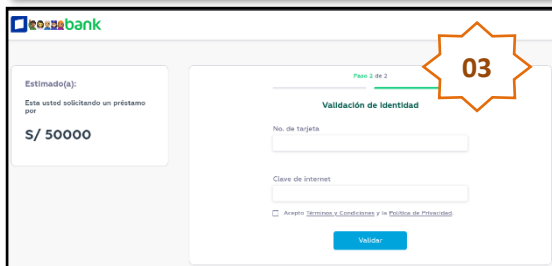 bank
03
Estimado(a):
Esta usted solicitando un préstamo
por
S/ 50000
Paso 2 de 2
Validación de Identidad
No. de tarjeta
Clave de internet
Acepto Términos y Condiciones y la Política de Privacidad.
Validar